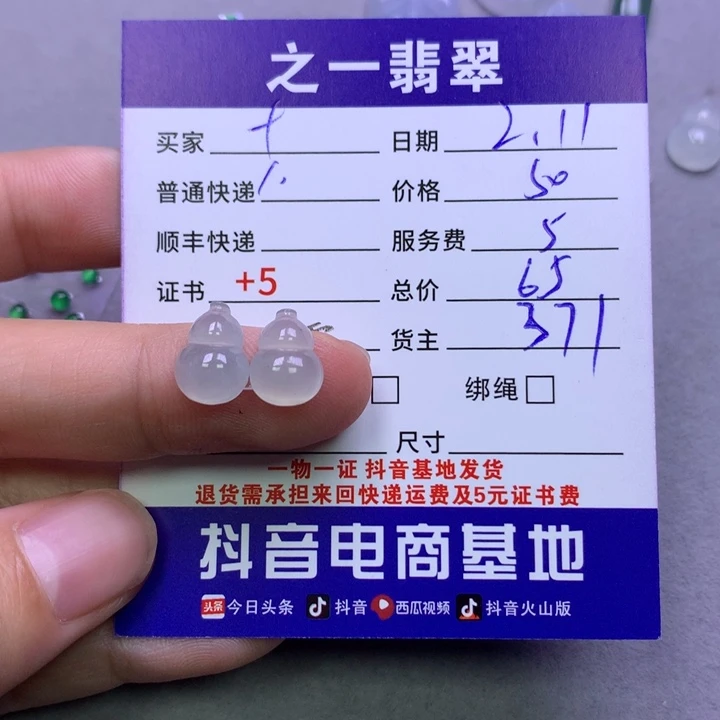 之一翡翠
买家 十 日期 2.11
普通快递 1. 价格 50
顺丰快递 服务费 5
证书 +5 总价 65
货主 371
绑绳
尺寸
一物一证 抖音基地发货
退货需承担来回快递运费及5元证书费
抖音电商基地
头条 今日头条 抖音 西瓜视频 抖音火山版